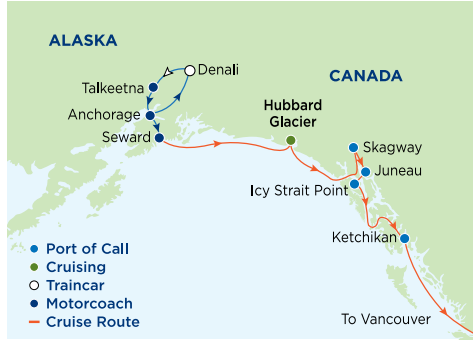 ALASKA
Denali
CANADA
Talkeetna
Anchorage
Hubbard
Glacier
Seward
Skagway
Juneau
Icy Strait Point
Ketchikan
Port of Call
Cruising
Traincar
Motorcoach
Cruise Route
To Vancouver